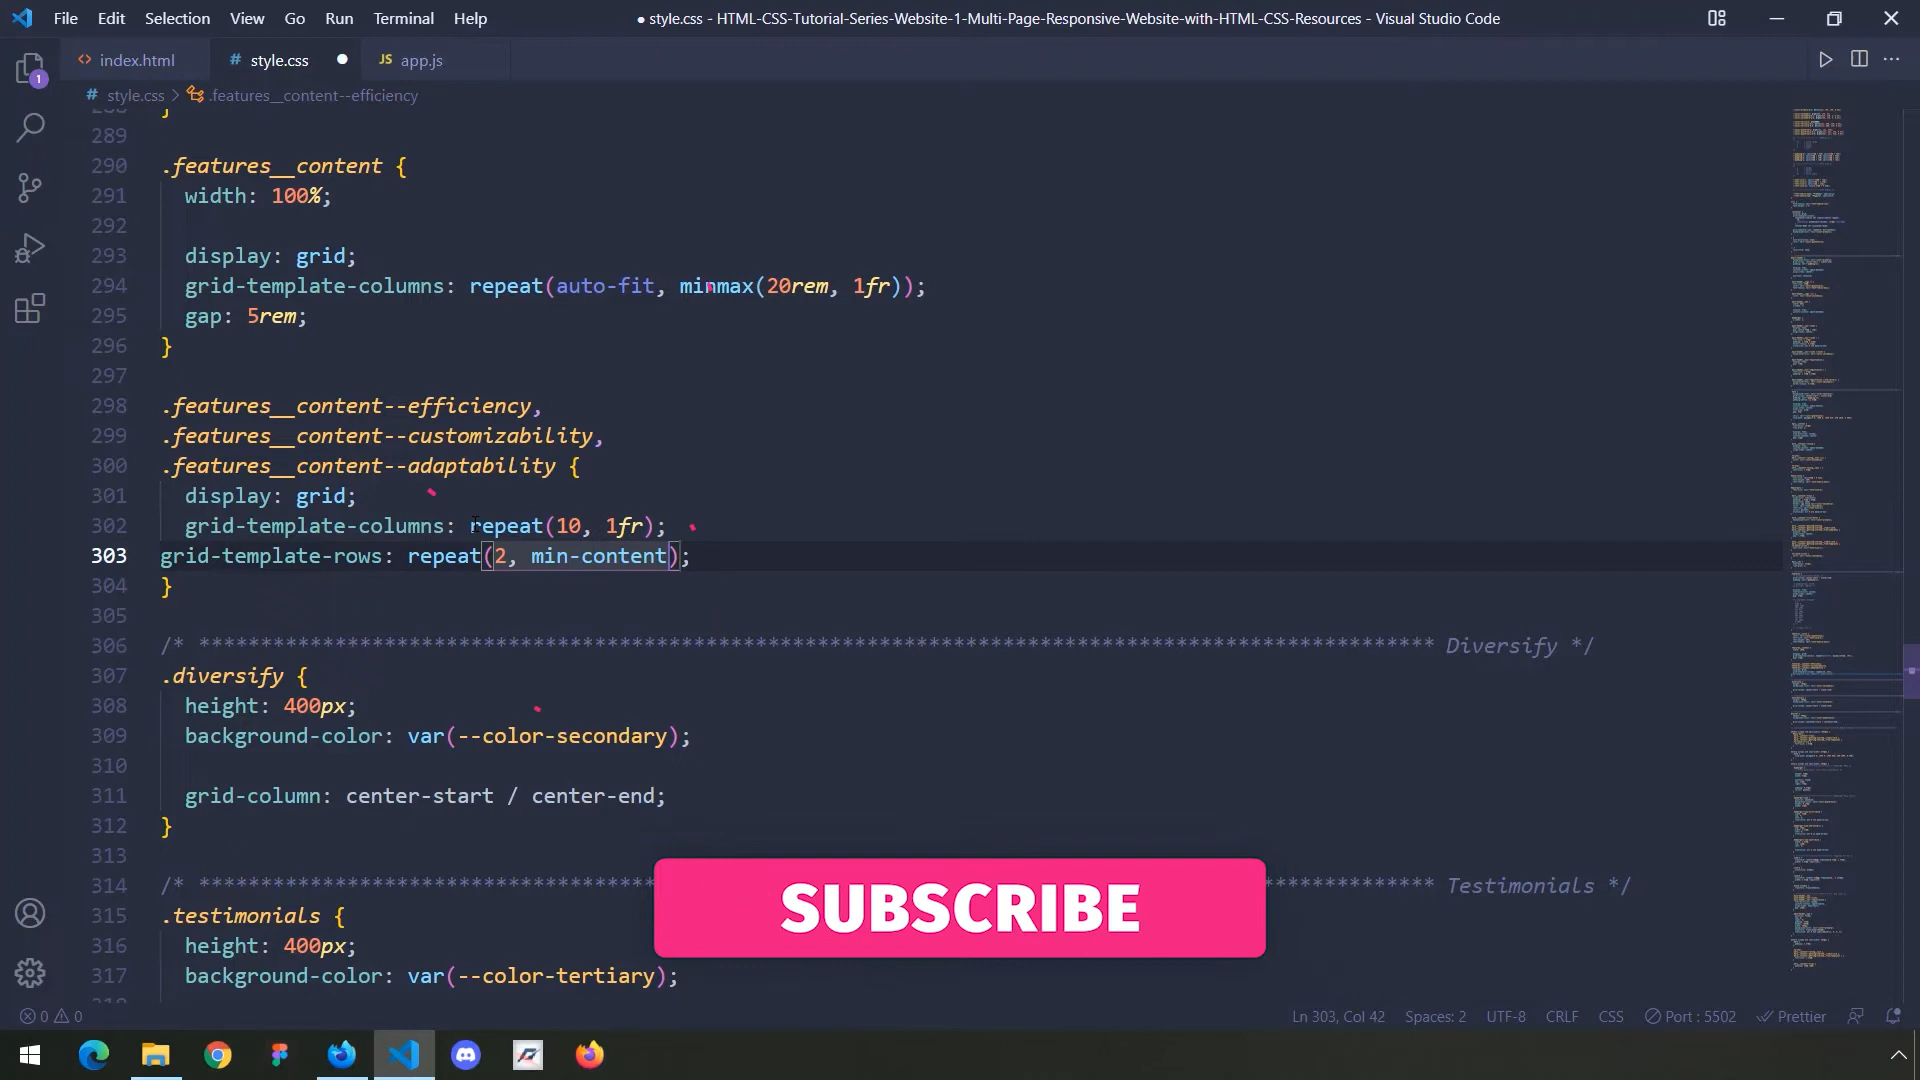 File Edit Selection View Go Run Terminal Help
● style.css - HTML-CSS-Tutorial-Series-Website-1-Multi-Page-Responsive-Website-with-HTML-CSS-Resources - Visual Studio Code
<> index.html
# style.css ●
JS app.js
1
# style.css > .features__content--efficiency
289
290 .features__content {
291 width: 100%;
292
293 display: grid;
294 grid-template-columns: repeat(auto-fit, minmax(20rem, 1fr));
295 gap: 5rem;
296 }
297
298 .features__content--efficiency,
299 .features__content--customizability,
300 .features__content--adaptability {
301 display: grid;
302 grid-template-columns: repeat(10, 1fr);
303 grid-template-rows: repeat(2, min-content);
304 }
305
306 /* **************************************************************************************************** Diversify */
307 .diversify {
308 height: 400px;
309 background-color: var(--color-secondary);
310
311 grid-column: center-start / center-end;
312 }
313
314 /* ************************************* ************** Testimonials */
315 .testimonials {
316 height: 400px;
317 background-color: var(--color-tertiary);
SUBSCRIBE
0 0
Ln 303, Col 42 Spaces: 2 UTF-8 CRLF CSS Port : 5502 Prettier